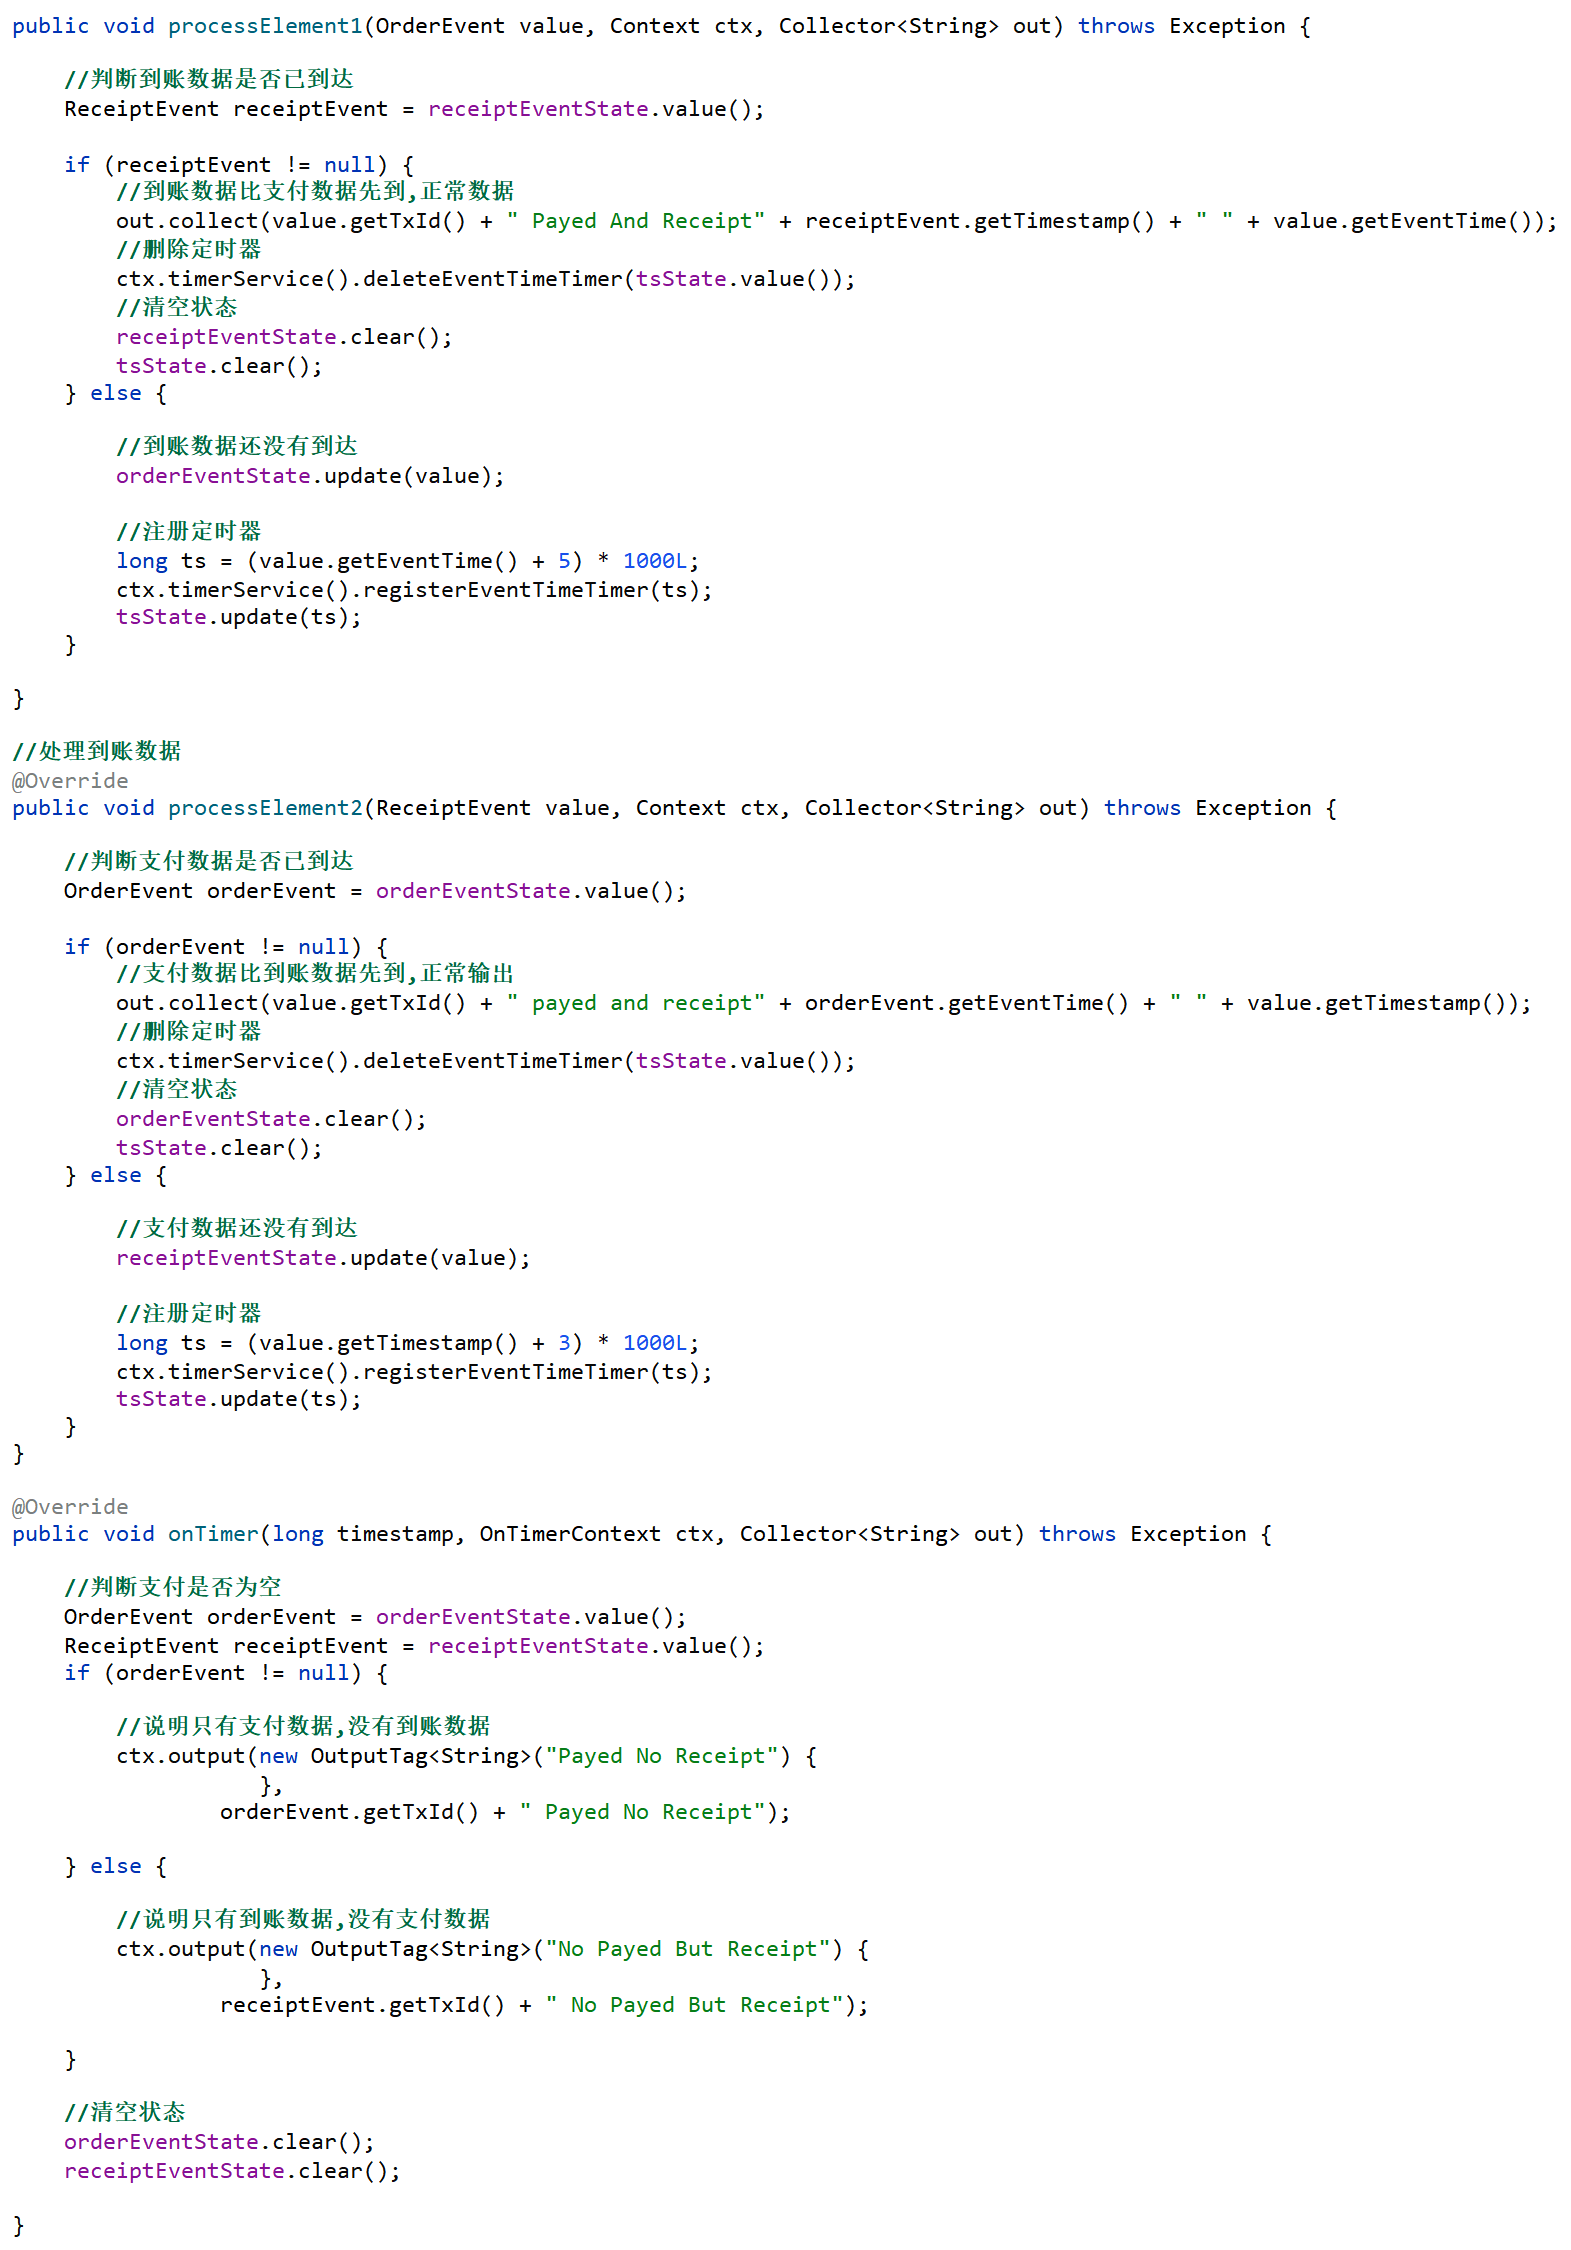 public void processElement1(OrderEvent value, Context ctx, Collector<String> out) throws Exception {
//判断到账数据是否已到达
ReceiptEvent receiptEvent = receiptEventState.value();
if (receiptEvent != null) {
//到账数据比支付数据先到,正常数据
out.collect(value.getTxId() + " Payed And Receipt" + receiptEvent.getTimestamp() + " " + value.getEventTime());
//删除定时器
ctx.timerService().deleteEventTimeTimer(tsState.value());
//清空状态
receiptEventState.clear();
tsState.clear();
} else {
//到账数据还没有到达
orderEventState.update(value);
//注册定时器
long ts = (value.getEventTime() + 5) * 1000L;
ctx.timerService().registerEventTimeTimer(ts);
tsState.update(ts);
}
}
//处理到账数据
@Override
public void processElement2(ReceiptEvent value, Context ctx, Collector<String> out) throws Exception {
//判断支付数据是否已到达
OrderEvent orderEvent = orderEventState.value();
if (orderEvent != null) {
//支付数据比到账数据先到,正常输出
out.collect(value.getTxId() + " payed and receipt" + orderEvent.getEventTime() + " " + value.getTimestamp());
//删除定时器
ctx.timerService().deleteEventTimeTimer(tsState.value());
//清空状态
orderEventState.clear();
tsState.clear();
} else {
//支付数据还没有到达
receiptEventState.update(value);
//注册定时器
long ts = (value.getTimestamp() + 3) * 1000L;
ctx.timerService().registerEventTimeTimer(ts);
tsState.update(ts);
}
}
@Override
public void onTimer(long timestamp, OnTimerContext ctx, Collector<String> out) throws Exception {
//判断支付是否为空
OrderEvent orderEvent = orderEventState.value();
ReceiptEvent receiptEvent = receiptEventState.value();
if (orderEvent != null) {
//说明只有支付数据,没有到账数据
ctx.output(new OutputTag<String>("Payed No Receipt") {
},
orderEvent.getTxId() + " Payed No Receipt");
} else {
//说明只有到账数据,没有支付数据
ctx.output(new OutputTag<String>("No Payed But Receipt") {
},
receiptEvent.getTxId() + " No Payed But Receipt");
}
//清空状态
orderEventState.clear();
receiptEventState.clear();
}